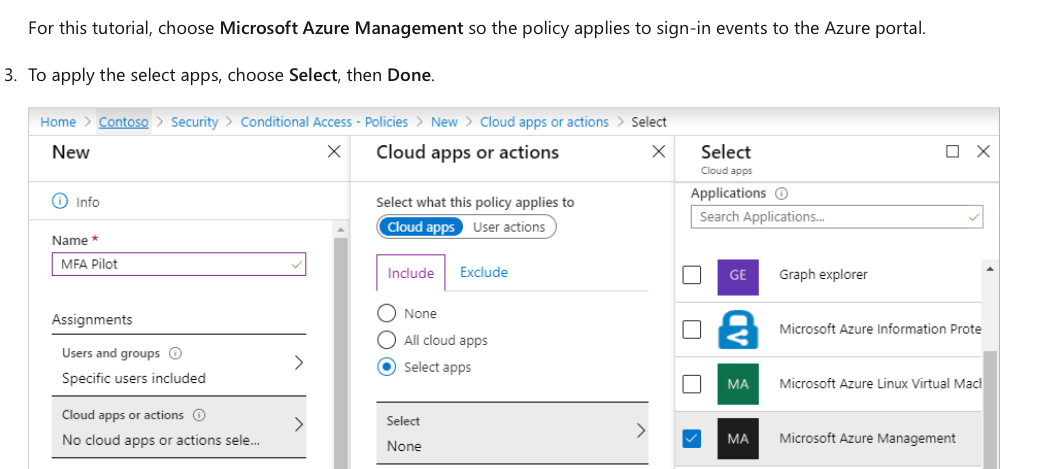 For this tutorial, choose Microsoft Azure Management so the policy applies to sign-in events to the Azure portal.
3. To apply the select apps, choose Select, then Done.
Home > Contoso > Security > Conditional Access - Policies > New > Cloud apps or actions > Select
New
Info
Name *
MFA Pilot
Assignments
Users and groups
Specific users included
Cloud apps or actions
No cloud apps or actions sele...
Cloud apps or actions
Select what this policy applies to
Cloud apps User actions
Include Exclude
None
All cloud apps
Select apps
Select
None
Select
Cloud apps
Applications
Search Applications...
GE Graph explorer
Microsoft Azure Information Prote
MA Microsoft Azure Linux Virtual Mach
MA Microsoft Azure Management